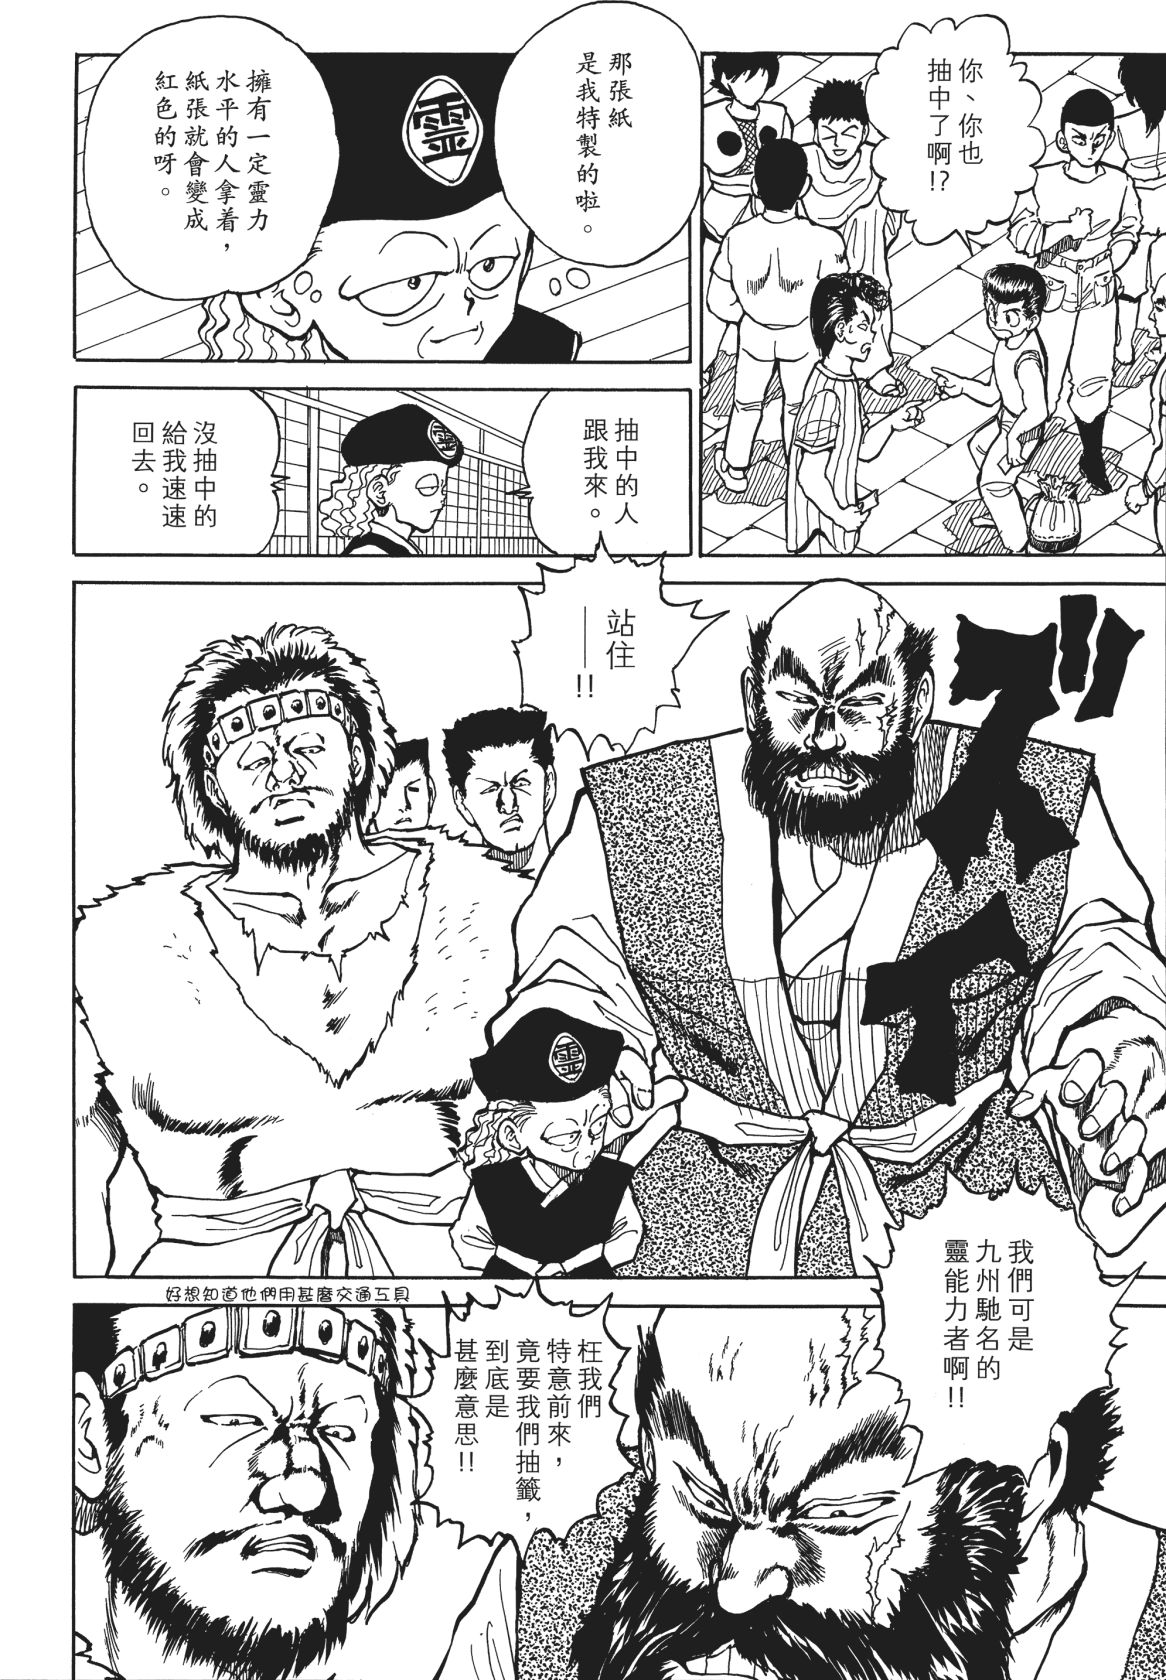 你、你也
抽中了啊!?
那張紙
是我特製的啦。
靈
擁有一定靈力
水平的人拿着，
紙張就會變成
紅色的呀。
抽中的人
跟我來。
靈
沒抽中的
給我速速
回去。
站住
——!!
ズイッ
靈
我們可是
九州馳名的
靈能力者啊!!
好想知道他們用甚麼交通工具
枉我們
特意前來，
竟要我們抽籤，
到底是
甚麼意思!!